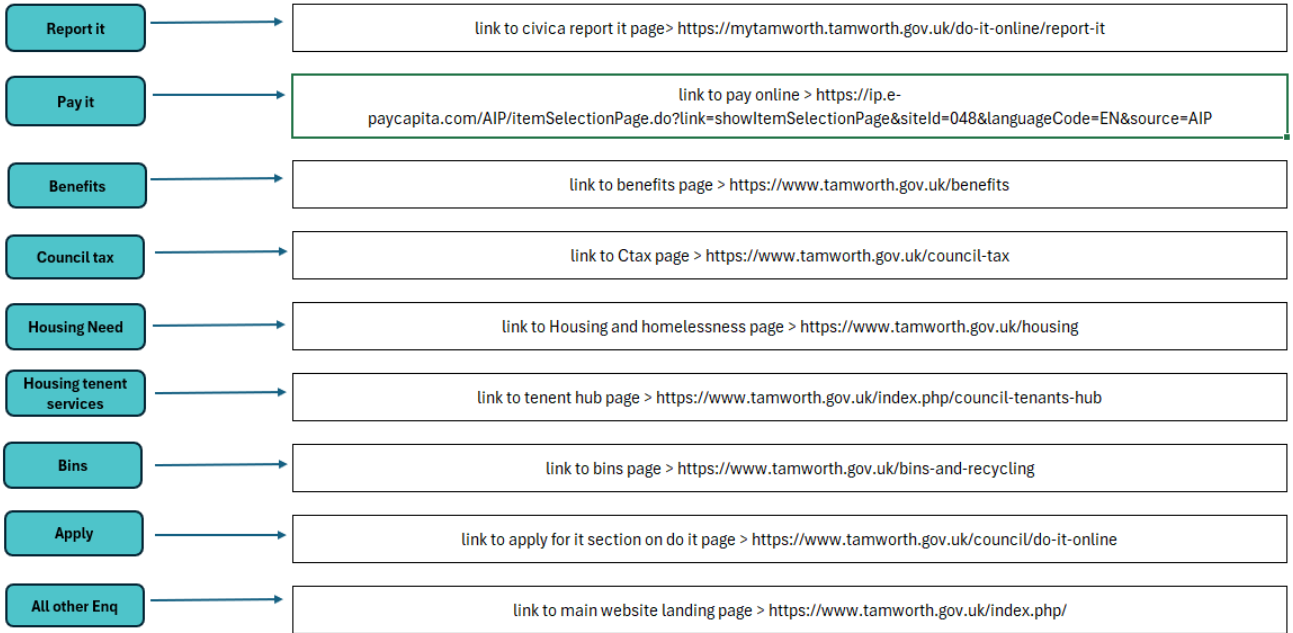 Report it
link to civica report it page> https://mytamworth.tamworth.gov.uk/do-it-online/report-it
Pay it
link to pay online > https://ip.e-
paycapita.com/AIP/itemSelectionPage.do?link=showItemSelectionPage&siteId=048&languageCode=EN&source=AIP
Benefits
link to benefits page > https://www.tamworth.gov.uk/benefits
Council tax
link to Ctax page > https://www.tamworth.gov.uk/council-tax
Housing Need
link to Housing and homelessness page > https://www.tamworth.gov.uk/housing
Housing tenent
services
link to tenent hub page > https://www.tamworth.gov.uk/index.php/council-tenants-hub
Bins
link to bins page > https://www.tamworth.gov.uk/bins-and-recycling
Apply
link to apply for it section on do it page > https://www.tamworth.gov.uk/council/do-it-online
All other Enq
link to main website landing page > https://www.tamworth.gov.uk/index.php/